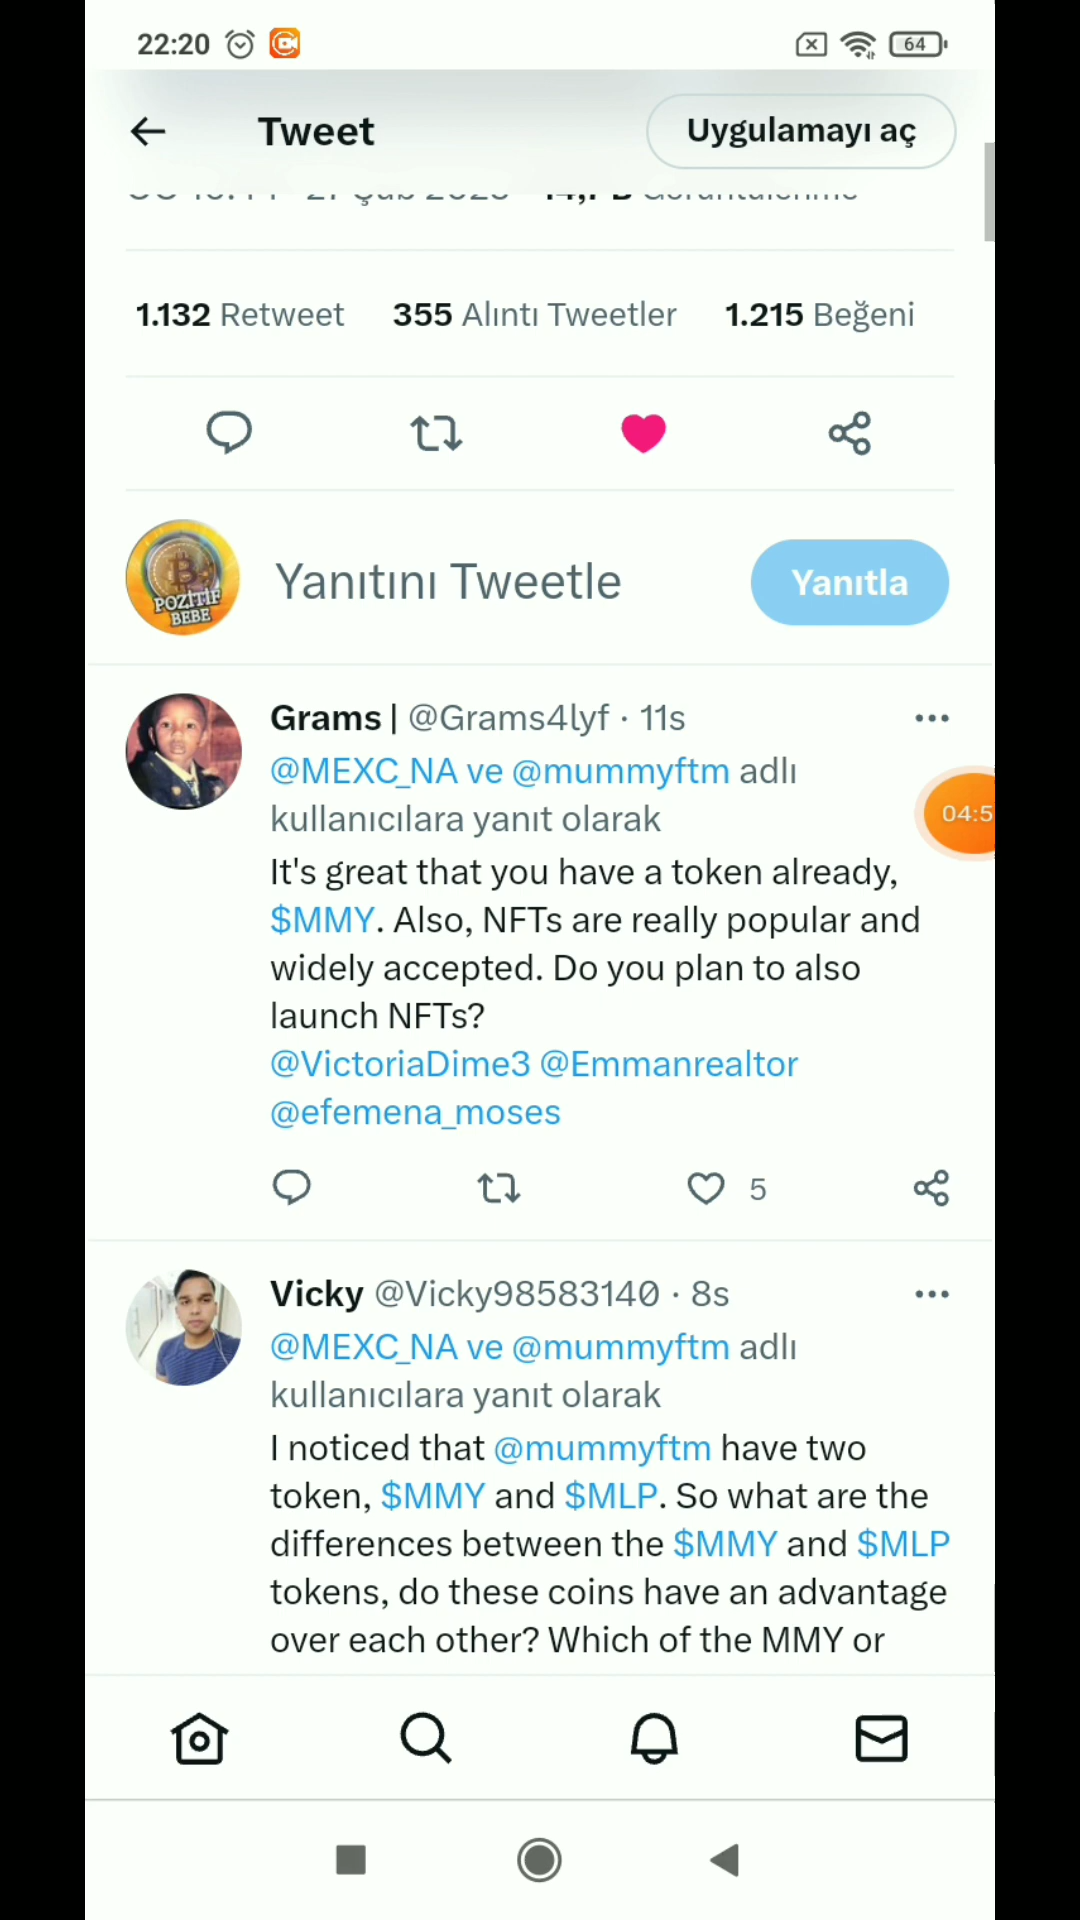 22:20
64
Tweet
Uygulamayı aç
1.132 Retweet 355 Alıntı Tweetler 1.215 Beğeni
POZİTİF
BEBE
Yanıtını Tweetle
Yanıtla
Grams | @Grams4lyf · 11s
@MEXC_NA ve @mummyftm adlı
kullanıcılara yanıt olarak
04:5
It's great that you have a token already,
$MMY. Also, NFTs are really popular and
widely accepted. Do you plan to also
launch NFTs?
@VictoriaDime3 @Emmanrealtor
@efemena_moses
5
Vicky @Vicky98583140 · 8s
@MEXC_NA ve @mummyftm adlı
kullanıcılara yanıt olarak
I noticed that @mummyftm have two
token, $MMY and $MLP. So what are the
differences between the $MMY and $MLP
tokens, do these coins have an advantage
over each other? Which of the MMY or